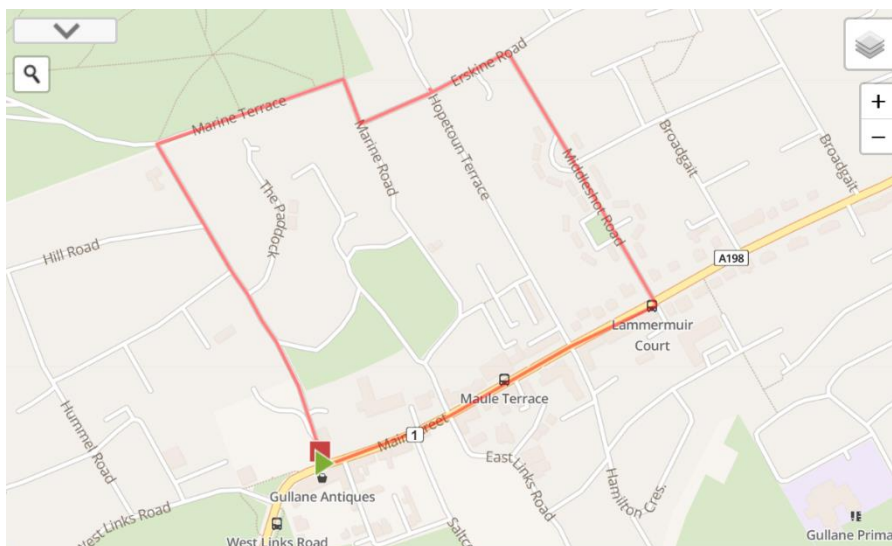 Erskine Road
Marine Terrace
Hopetoun Terrace
Marine Road
Middleshot Road
Broadgait
Broadgait
The Paddock
Hill Road
A198
Lammermuir
Court
Maule Terrace
Main Street
1
Hummel Road
East Links Road
Hamilton Cres.
Gullane Antiques
West Links Road
West Links Road
Saltco
Gullane Prima
+
−